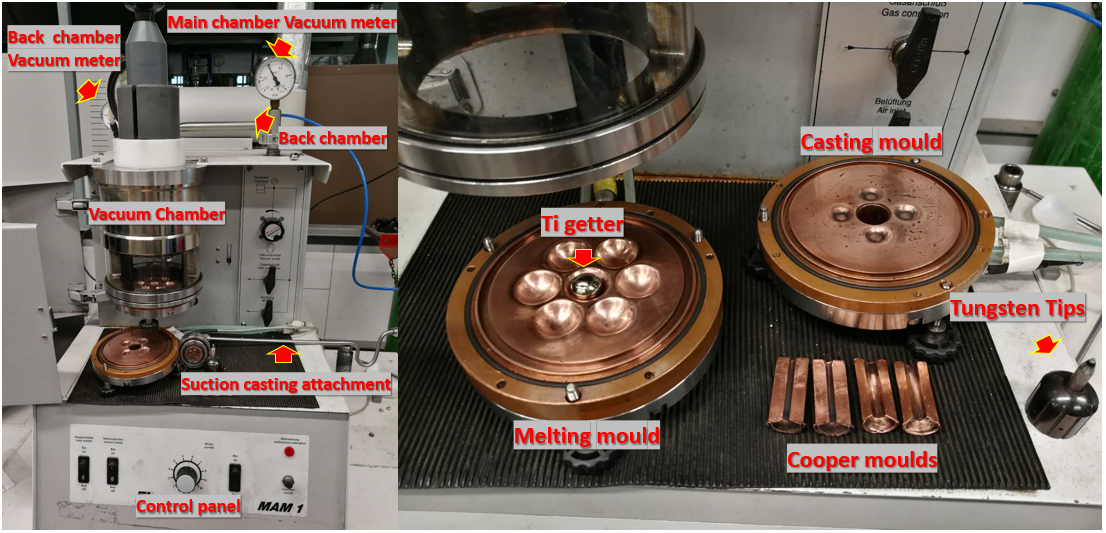 Main chamber Vacuum meter
Back chamber
Vacuum meter
Back chamber
Vacuum Chamber
Suction casting attachment
Control panel
MAM 1
Gasanschluß
Gas connection
Belüftung
Air inlet
Casting mould
Ti getter
Tungsten Tips
Melting mould
Cooper moulds